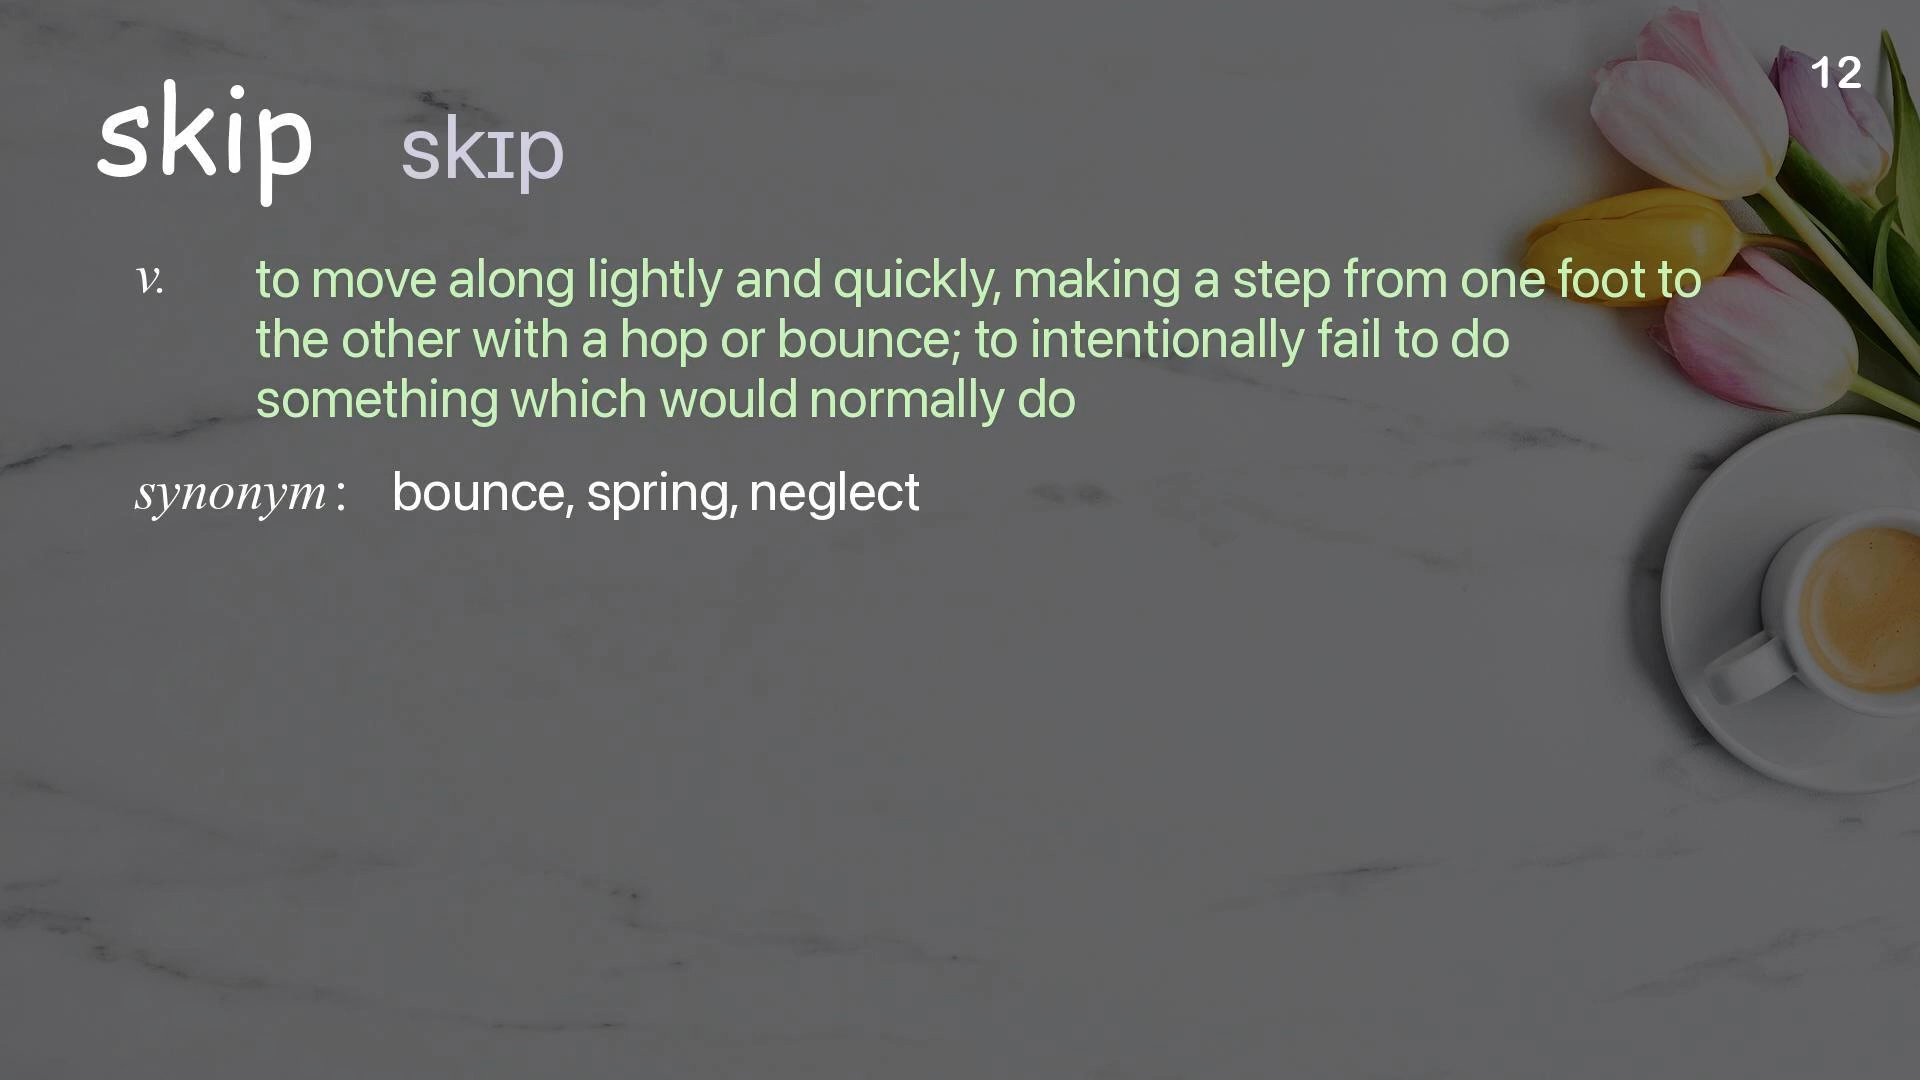 12
skip skɪp
v. to move along lightly and quickly, making a step from one foot to
the other with a hop or bounce; to intentionally fail to do
something which would normally do
synonym : bounce, spring, neglect